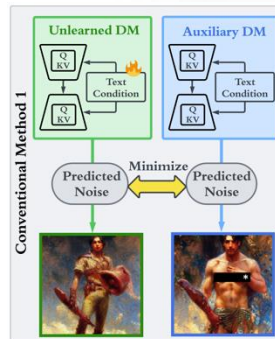 Conventional Method 1
Unlearned DM
Q
KV
Text
Condition
Q
KV
Auxiliary DM
Q
KV
Text
Condition
Q
KV
Predicted
Noise
Minimize
Predicted
Noise
*